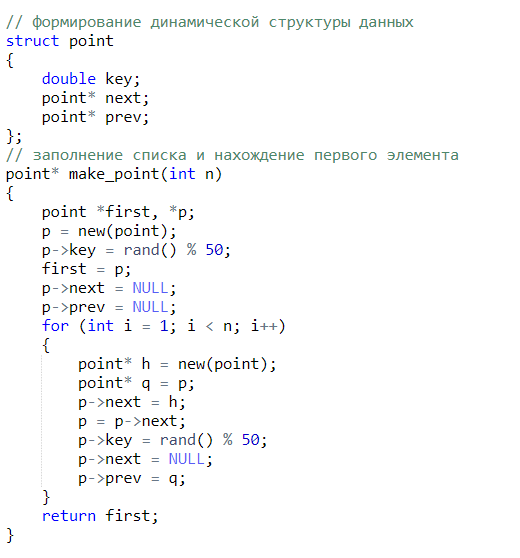 // формирование динамической структуры данных
struct point
{
    double key;
    point* next;
    point* prev;
};
// заполнение списка и нахождение первого элемента
point* make_point(int n)
{
    point *first, *p;
    p = new(point);
    p->key = rand() % 50;
    first = p;
    p->next = NULL;
    p->prev = NULL;
    for (int i = 1; i < n; i++)
    {
        point* h = new(point);
        point* q = p;
        p->next = h;
        p = p->next;
        p->key = rand() % 50;
        p->next = NULL;
        p->prev = q;
    }
    return first;
}